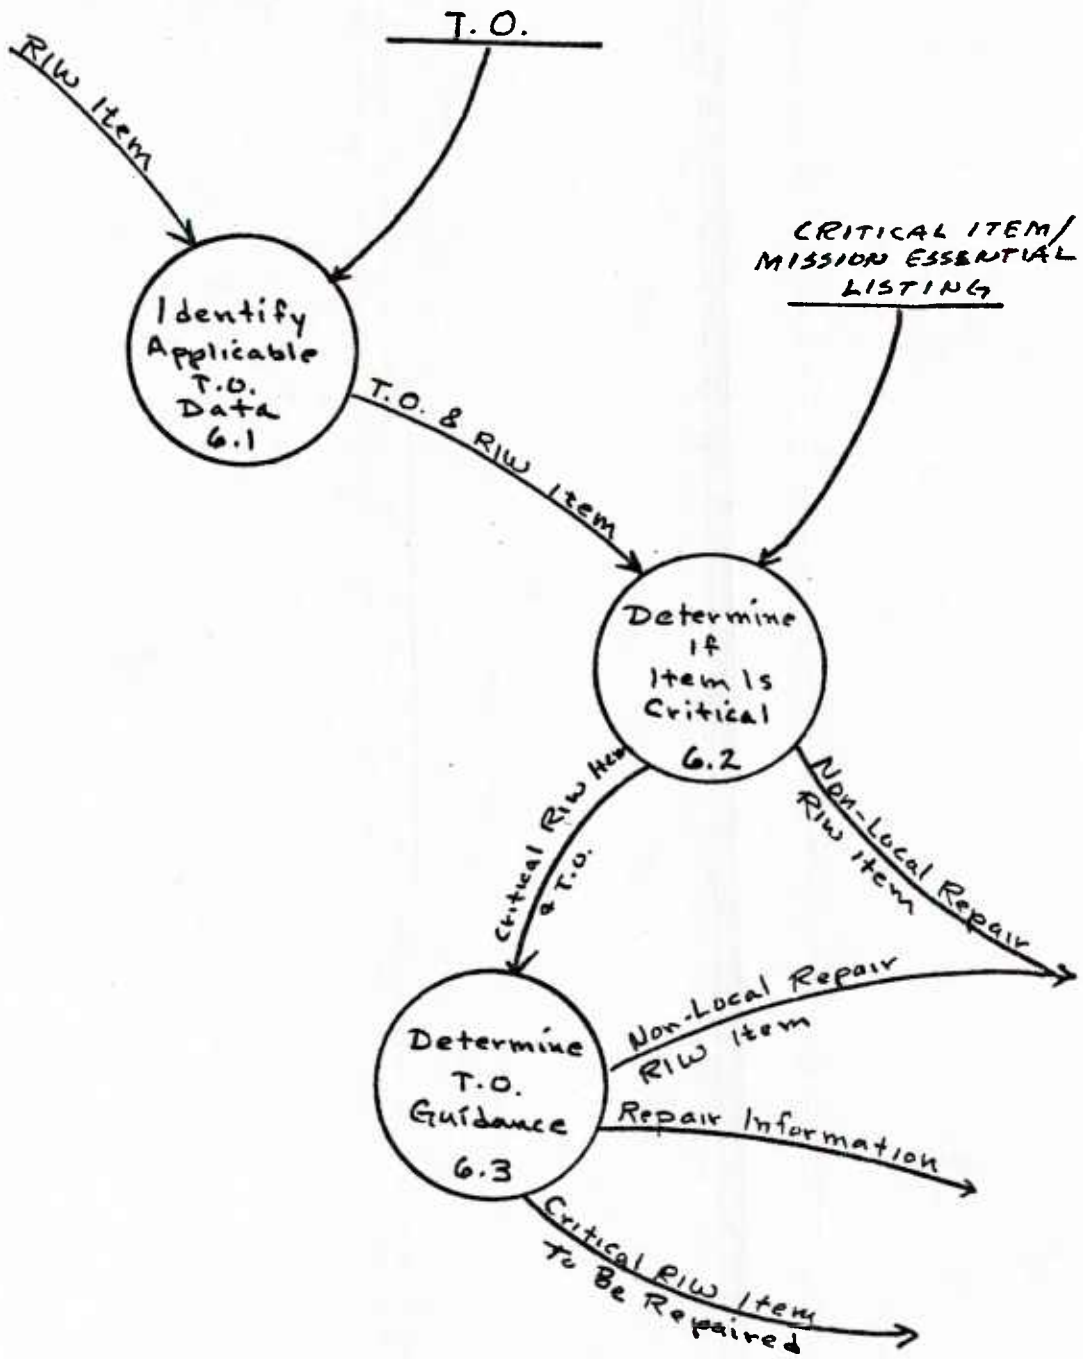 T.O.
RIW Item
CRITICAL ITEM/
MISSION ESSENTIAL
LISTING
Identify
Applicable
T.O.
Data
6.1
T.O. & RIW Item
Determine
If
Item Is
Critical
6.2
Critical RIW Item
& T.O.
Non-Local Repair
RIW Item
Determine
T.O.
Guidance
6.3
Non-Local Repair
RIW Item
Repair Information
Critical RIW Item
To Be Repaired